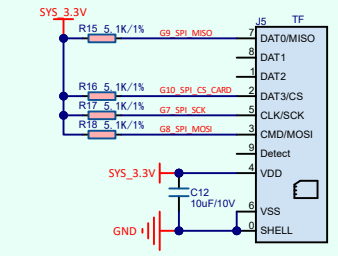 SYS_3.3V
J5 TF
R15 5.1K/1% G9_SPI_MISO 7 DAT0/MISO
8 DAT1
1 DAT2
R16 5.1K/1% G10_SPI_CS_CARD 2 DAT3/CS
R17 5.1K/1% G7_SPI_SCK 5 CLK/SCK
R18 5.1K/1% G8_SPI_MOSI 3 CMD/MOSI
9 Detect
SYS_3.3V 4 VDD
C12
10uF/10V
6 VSS
GND 0 SHELL